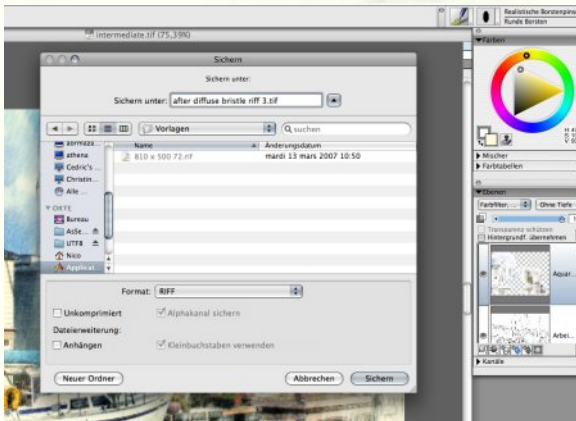 Realistische Borstenpins
Runde Borsten
intermediate.tif (75,39%)
Sichern
Sichern unter:
Sichern unter: after diffuse bristle riff 3.tif
Vorlagen
suchen
Name
Änderungsdatum
810 x 500 72.rif
mardi 13 mars 2007 10:50
athena
Cedric's ...
Christin...
Alle ...
ORTE
Bureau
AsSe...
UTF8
Nico
Applicat...
Format: RIFF
Unkomprimiert
Alphakanal sichern
Dateierweiterung:
Anhängen
Kleinbuchstaben verwenden
Neuer Ordner
Abbrechen
Sichern
Farben
Mischer
Farbtabellen
Ebenen
Farbfilter, ...
Ohne Tiefe
Transparenz schützen
Hintergrundf. übernehmen
Aquar...
Arbei...
Kanäle